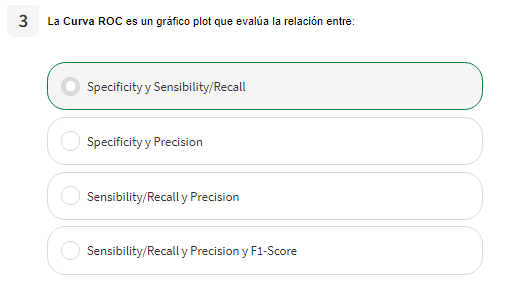 3
La Curva ROC es un gráfico plot que evalúa la relación entre:
Specificity y Sensibility/Recall
Specificity y Precision
Sensibility/Recall y Precision
Sensibility/Recall y Precision y F1-Score